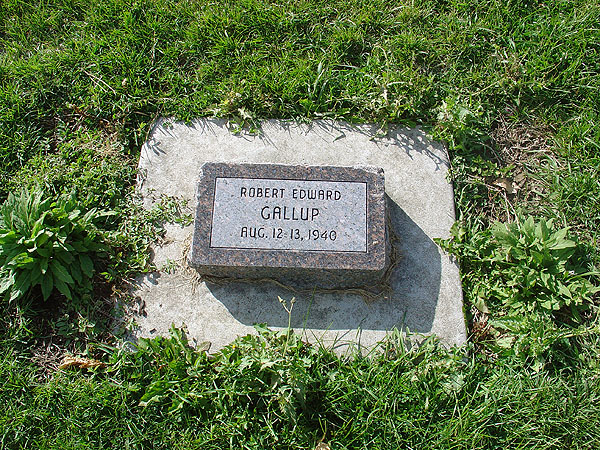 ROBERT EDWARD
GALLUP
AUG. 12-13, 1940